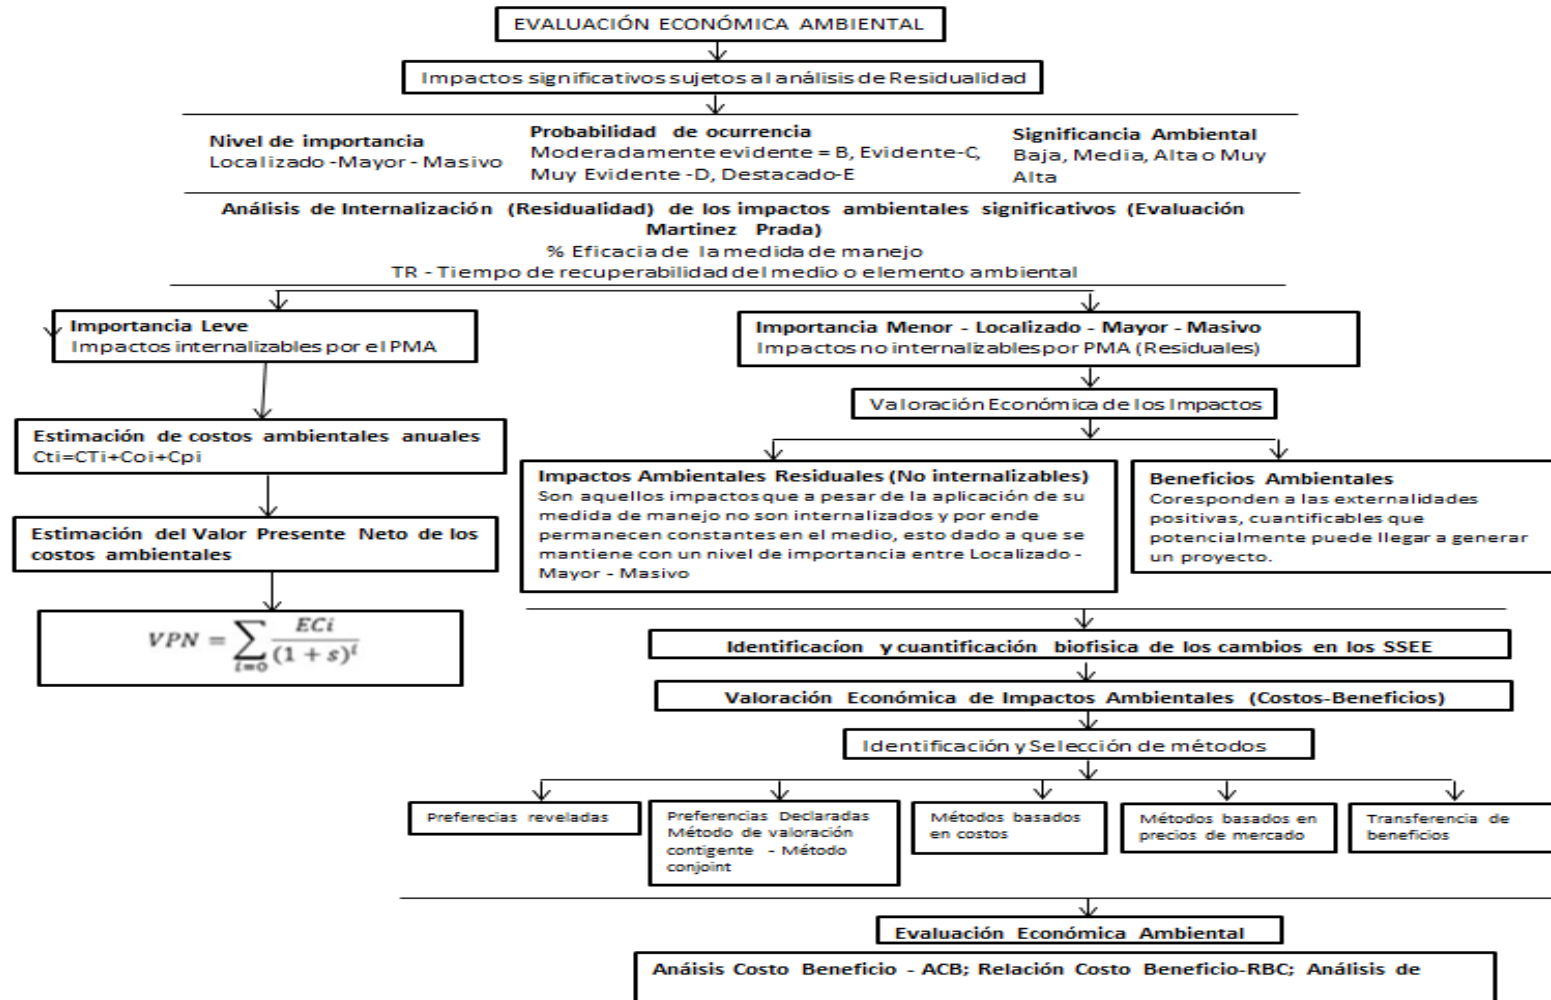 EVALUACIÓN ECONÓMICA AMBIENTAL
Impactos significativos sujetos al análisis de Residualidad
Nivel de importancia
Localizado -Mayor - Masivo
Probabilidad de ocurrencia
Moderadamente evidente = B, Evidente-C,
Muy Evidente -D, Destacado-E
Significancia Ambiental
Baja, Media, Alta o Muy
Alta
Análisis de Internalización (Residualidad) de los impactos ambientales significativos (Evaluación
Martinez Prada)
% Eficacia de la medida de manejo
TR - Tiempo de recuperabilidad del medio o elemento ambiental
Importancia Leve
Impactos internalizables por el PMA
Estimación de costos ambientales anuales
Cti=CTi+Coi+Cpi
Estimación del Valor Presente Neto de los
costos ambientales
VPN = ∑ i=0 ECi / (1 + s)^i
Importancia Menor - Localizado - Mayor - Masivo
Impactos no internalizables por PMA (Residuales)
Valoración Económica de los Impactos
Impactos Ambientales Residuales (No internalizables)
Son aquellos impactos que a pesar de la aplicación de su
medida de manejo no son internalizados y por ende
permanecen constantes en el medio, esto dado a que se
mantiene con un nivel de importancia entre Localizado -
Mayor - Masivo
Beneficios Ambientales
Coresponden a las externalidades
positivas, cuantificables que
potencialmente puede llegar a generar
un proyecto.
Identificacíon y cuantificación biofisica de los cambios en los SSEE
Valoración Económica de Impactos Ambientales (Costos-Beneficios)
Identificación y Selección de métodos
Preferecias reveladas
Preferencias Declaradas
Método de valoración
contigente - Método
conjoint
Métodos basados
en costos
Métodos basados en
precios de mercado
Transferencia de
beneficios
Evaluación Económica Ambiental
Anáisis Costo Beneficio - ACB; Relación Costo Beneficio-RBC; Análisis de